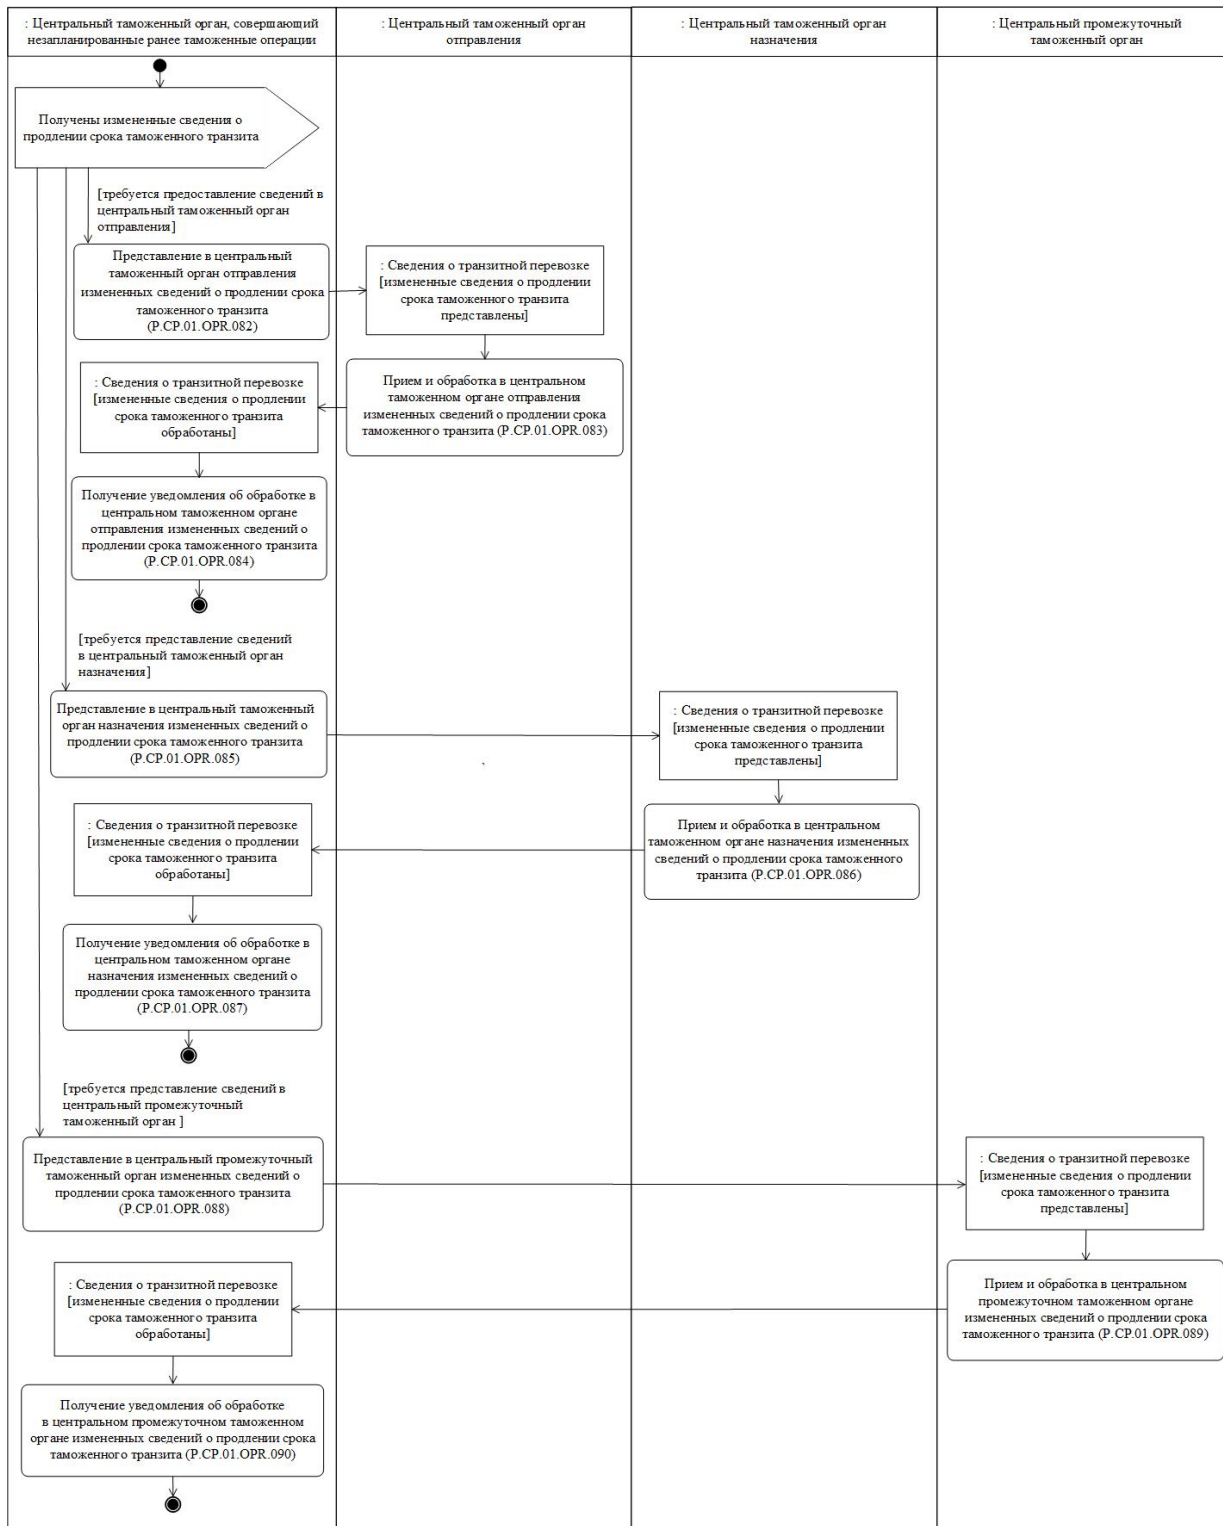 : Центральный таможенный орган, совершающий
незапланированные ранее таможенные операции
: Центральный таможенный орган
отправления
: Центральный таможенный орган
назначения
: Центральный промежуточный
таможенный орган
Получены измененные сведения о
продлении срока таможенного транзита
[требуется предоставление сведений в
центральный таможенный орган
отправления]
Представление в центральный
таможенный орган отправления
измененных сведений о продлении срока
таможенного транзита
(P.CP.01.OPR.082)
: Сведения о транзитной перевозке
[измененные сведения о продлении
срока таможенного транзита
представлены]
: Сведения о транзитной перевозке
[измененные сведения о продлении
срока таможенного транзита
обработаны]
Прием и обработка в центральном
таможенном органе отправления
измененных сведений о продлении срока
таможенного транзита (P.CP.01.OPR.083)
Получение уведомления об обработке в
центральном таможенном органе
отправления измененных сведений о
продлении срока таможенного транзита
(P.CP.01.OPR.084)
[требуется представление сведений
в центральный таможенный орган
назначения]
Представление в центральный таможенный
орган назначения измененных сведений о
продлении срока таможенного транзита
(P.CP.01.OPR.085)
: Сведения о транзитной перевозке
[измененные сведения о продлении
срока таможенного транзита
представлены]
: Сведения о транзитной перевозке
[измененные сведения о продлении
срока таможенного транзита
обработаны]
Прием и обработка в центральном
таможенном органе назначения измененных
сведений о продлении срока таможенного
транзита (P.CP.01.OPR.086)
Получение уведомления об обработке в
центральном таможенном органе
назначения измененных сведений о
продлении срока таможенного транзита
(P.CP.01.OPR.087)
[требуется представление сведений в
центральный промежуточный
таможенный орган ]
Представление в центральный промежуточный
таможенный орган измененных сведений о
продлении срока таможенного транзита
(P.CP.01.OPR.088)
: Сведения о транзитной перевозке
[измененные сведения о продлении
срока таможенного транзита
представлены]
: Сведения о транзитной перевозке
[измененные сведения о продлении
срока таможенного транзита
обработаны]
Прием и обработка в центральном
промежуточном таможенном органе
измененных сведений о продлении срока
таможенного транзита (P.CP.01.OPR.089)
Получение уведомления об обработке
в центральном промежуточном таможенном
органе измененных сведений о продлении срока
таможенного транзита (P.CP.01.OPR.090)